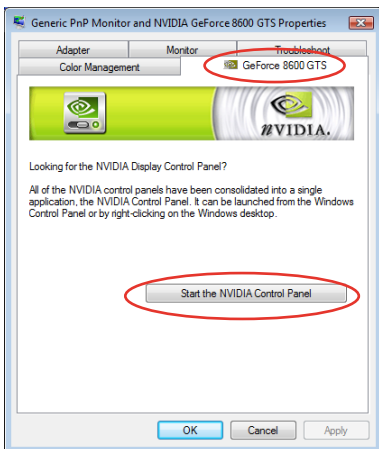 Generic PnP Monitor and NVIDIA GeForce 8600 GTS Properties
Adapter Monitor Troubleshoot
Color Management GeForce 8600 GTS
NVIDIA.
Looking for the NVIDIA Display Control Panel?
All of the NVIDIA control panels have been consolidated into a single
application, the NVIDIA Control Panel. It can be launched from the Windows
Control Panel or by right-clicking on the Windows desktop.
Start the NVIDIA Control Panel
OK Cancel Apply